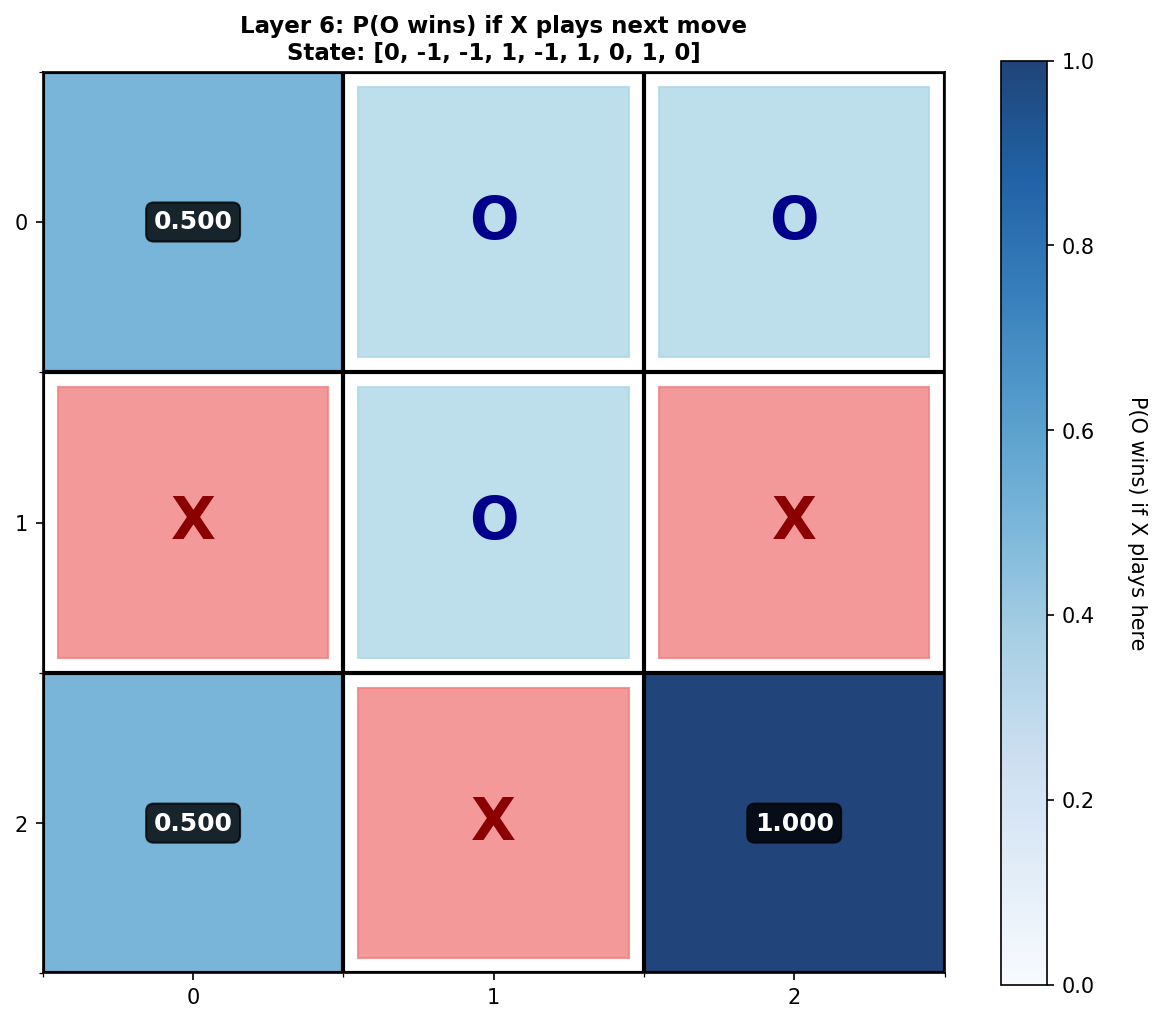 Layer 6: P(O wins) if X plays next move
State: [0, -1, -1, 1, -1, 1, 0, 1, 0]
0
0.500
O
O
1
X
O
X
2
0.500
X
1.000
0
1
2
1.0
0.8
0.6
0.4
0.2
0.0
P(O wins) if X plays here